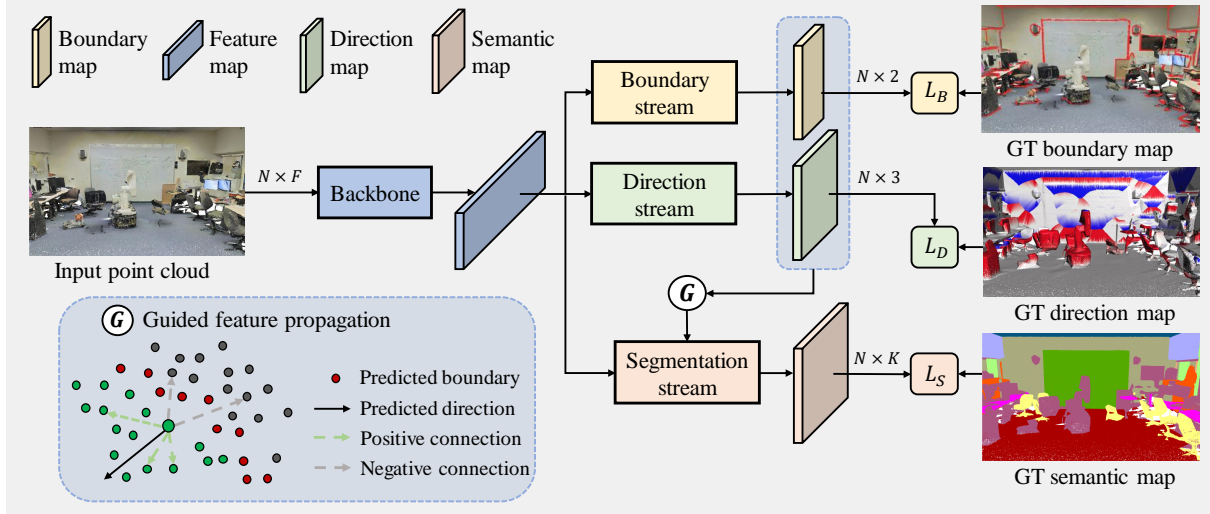 Boundary
map
Feature
map
Direction
map
Semantic
map
Input point cloud
N × F
Backbone
Boundary
stream
Direction
stream
Segmentation
stream
G
N × 2
N × 3
N × K
L_B
L_D
L_S
GT boundary map
GT direction map
GT semantic map
G Guided feature propagation
Predicted boundary
Predicted direction
Positive connection
Negative connection